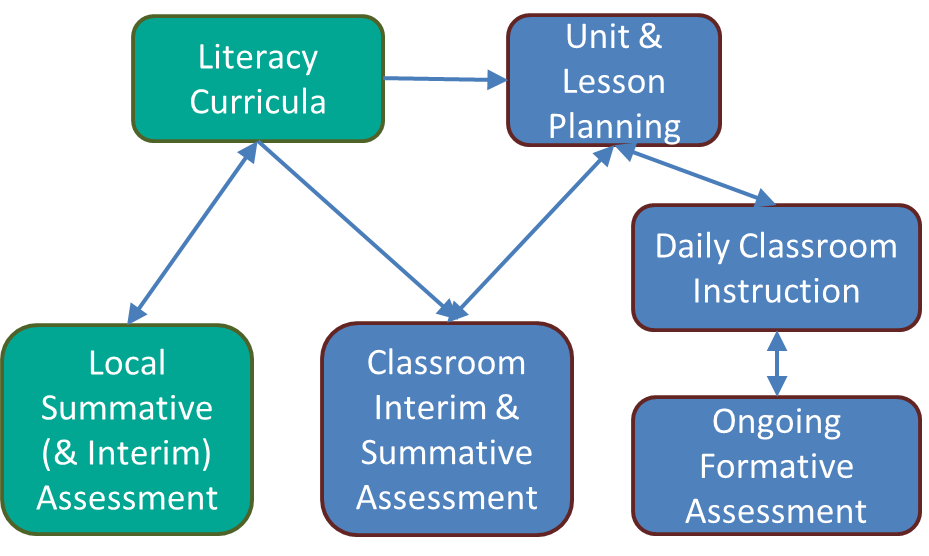 Literacy
Curricula
Unit &
Lesson
Planning
Daily Classroom
Instruction
Local
Summative
(& Interim)
Assessment
Classroom
Interim &
Summative
Assessment
Ongoing
Formative
Assessment